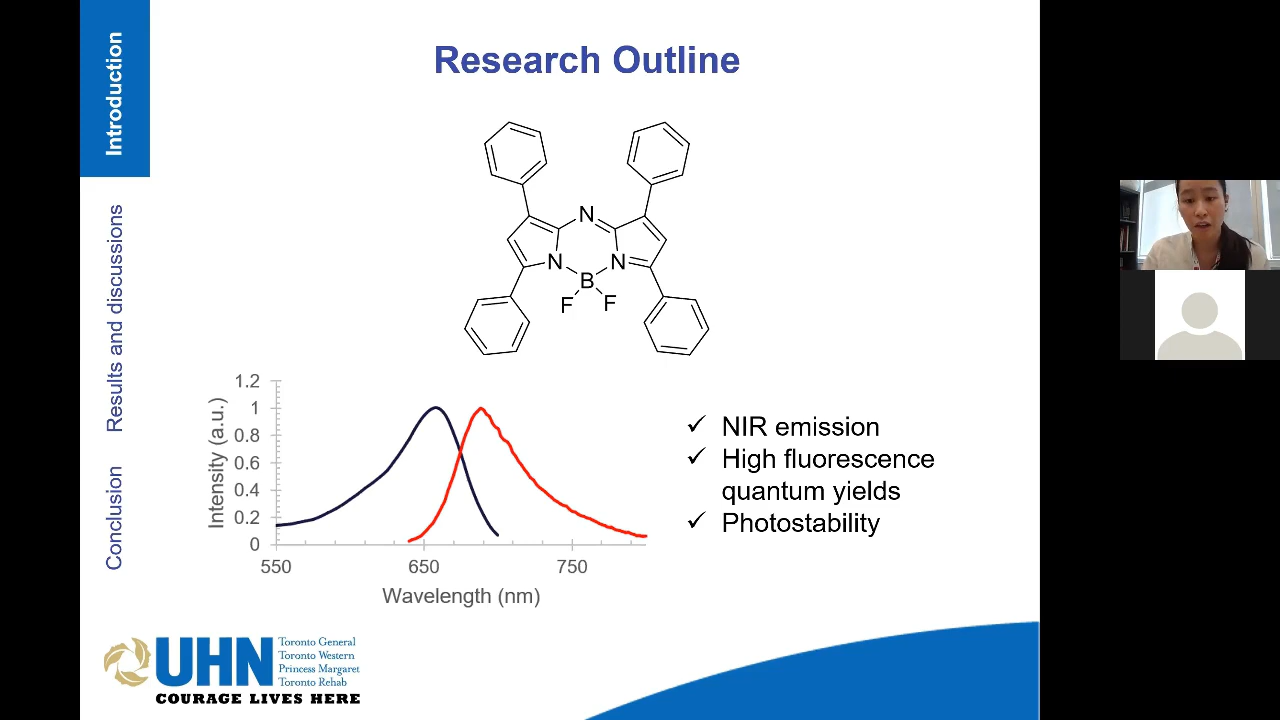 Research Outline
Introduction
Results and discussions
Conclusion
N
N
N
B
F
F
1.2
1
0.8
0.6
0.4
0.2
0
Intensity (a.u.)
550
650
750
Wavelength (nm)
✓ NIR emission
✓ High fluorescence
quantum yields
✓ Photostability
UHN
Toronto General
Toronto Western
Princess Margaret
Toronto Rehab
COURAGE LIVES HERE